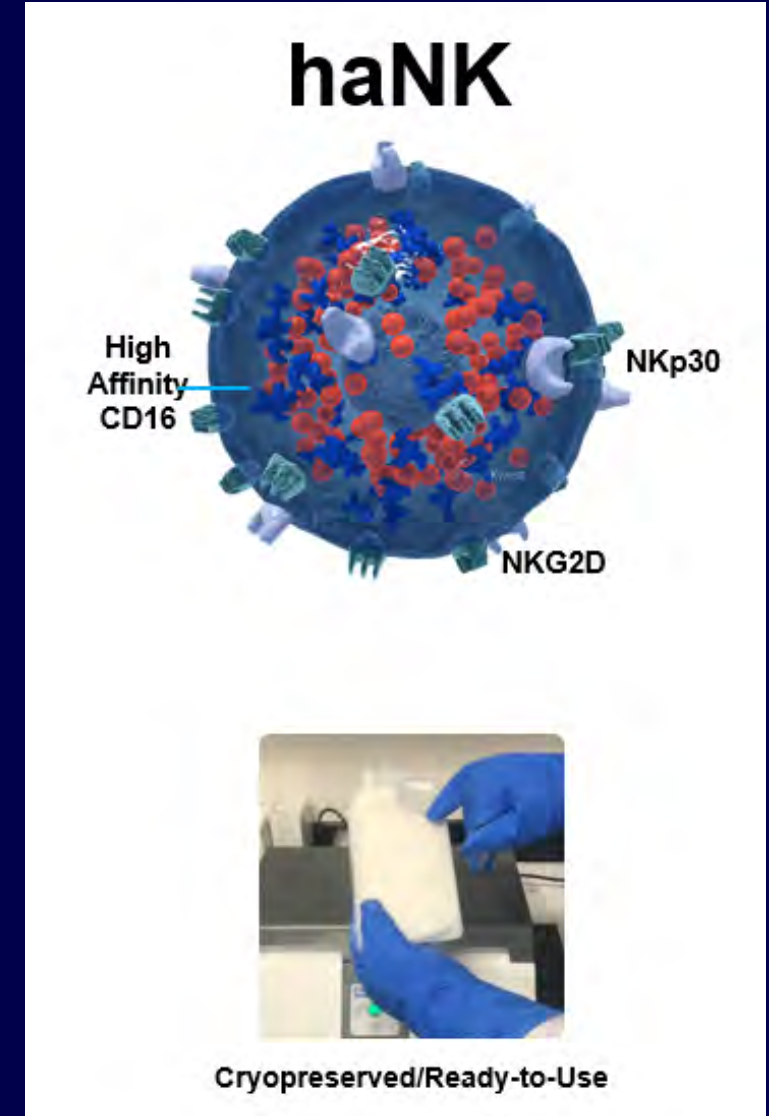 haNK
High
Affinity
CD16
NKp30
NKG2D
Cryopreserved/Ready-to-Use